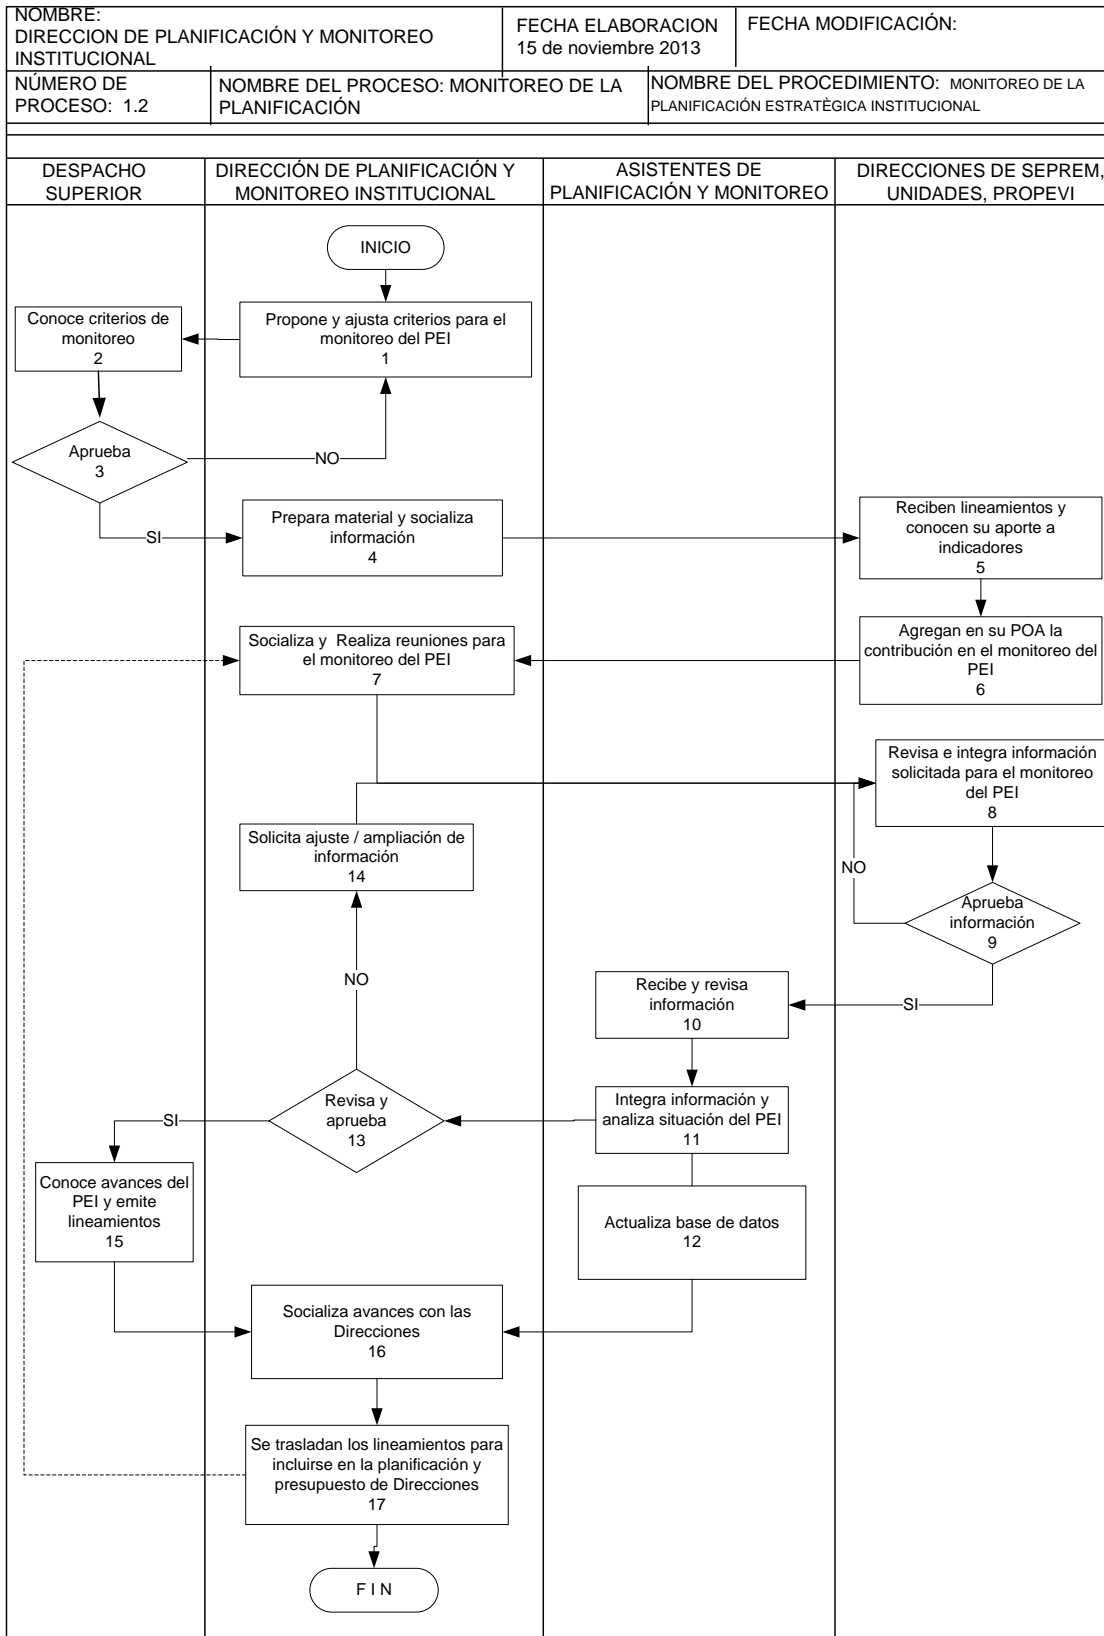 NOMBRE:
DIRECCION DE PLANIFICACIÓN Y MONITOREO
INSTITUCIONAL
FECHA ELABORACION
15 de noviembre 2013
FECHA MODIFICACIÓN:
NÚMERO DE
PROCESO: 1.2
NOMBRE DEL PROCESO: MONITOREO DE LA
PLANIFICACIÓN
NOMBRE DEL PROCEDIMIENTO: MONITOREO DE LA
PLANIFICACIÓN ESTRATÈGICA INSTITUCIONAL
DESPACHO
SUPERIOR
DIRECCIÓN DE PLANIFICACIÓN Y
MONITOREO INSTITUCIONAL
ASISTENTES DE
PLANIFICACIÓN Y MONITOREO
DIRECCIONES DE SEPREM,
UNIDADES, PROPEVI
INICIO
Propone y ajusta criterios para el
monitoreo del PEI
1
Conoce criterios de
monitoreo
2
Aprueba
3
NO
SI
Prepara material y socializa
información
4
Reciben lineamientos y
conocen su aporte a
indicadores
5
Agregan en su POA la
contribución en el monitoreo del
PEI
6
Socializa y Realiza reuniones para
el monitoreo del PEI
7
Revisa e integra información
solicitada para el monitoreo
del PEI
8
Solicita ajuste / ampliación de
información
14
NO
Aprueba
información
9
NO
SI
Recibe y revisa
información
10
Integra información y
analiza situación del PEI
11
Revisa y
aprueba
13
SI
Conoce avances del
PEI y emite
lineamientos
15
Actualiza base de datos
12
Socializa avances con las
Direcciones
16
Se trasladan los lineamientos para
incluirse en la planificación y
presupuesto de Direcciones
17
F I N